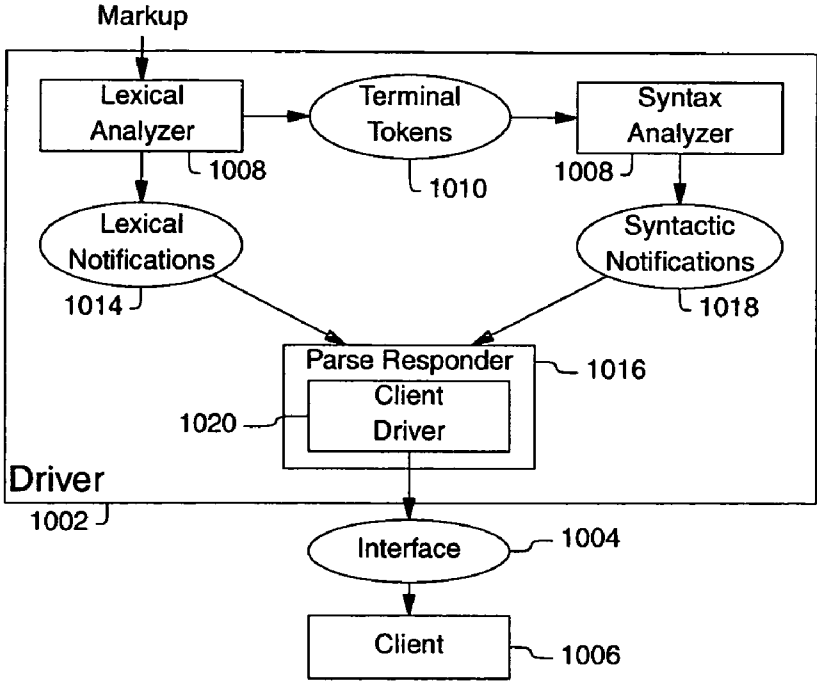 Markup
Lexical
Analyzer
1008
Terminal
Tokens
1010
Syntax
Analyzer
1008
Lexical
Notifications
1014
Syntactic
Notifications
1018
Parse Responder
1016
Client
Driver
1020
Driver
1002
Interface
1004
Client
1006